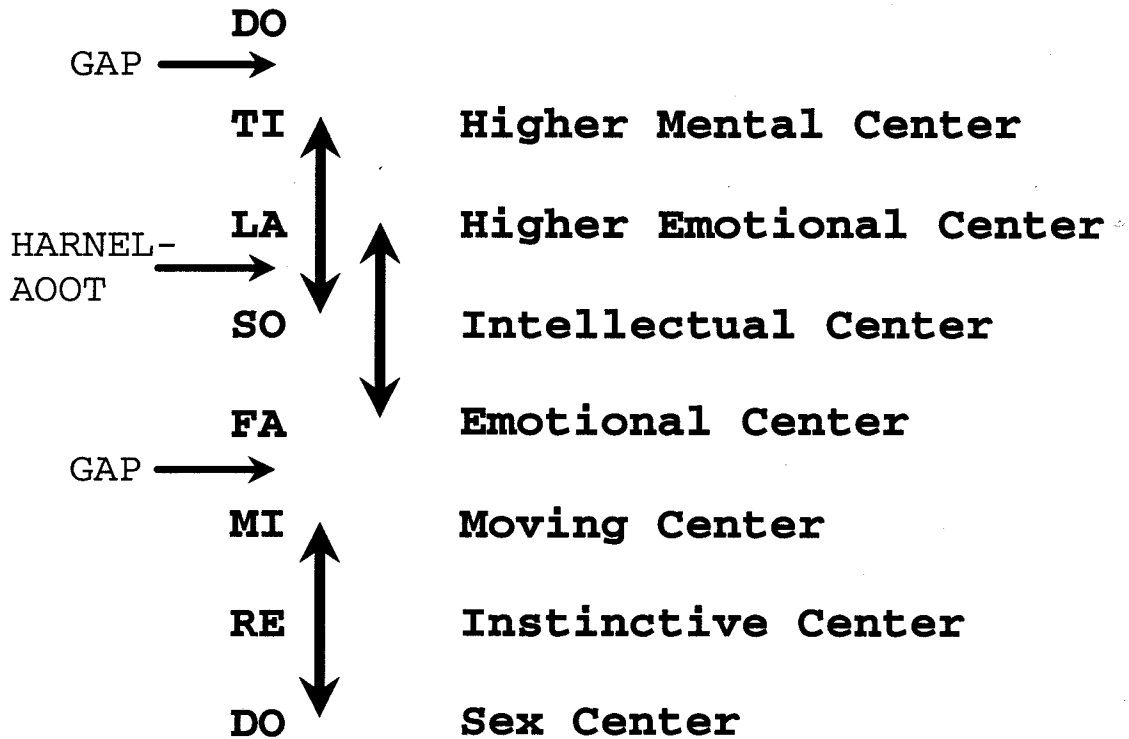 DO
GAP
TI Higher Mental Center
LA Higher Emotional Center
HARNEL-
AOOT
SO Intellectual Center
FA Emotional Center
GAP
MI Moving Center
RE Instinctive Center
DO Sex Center